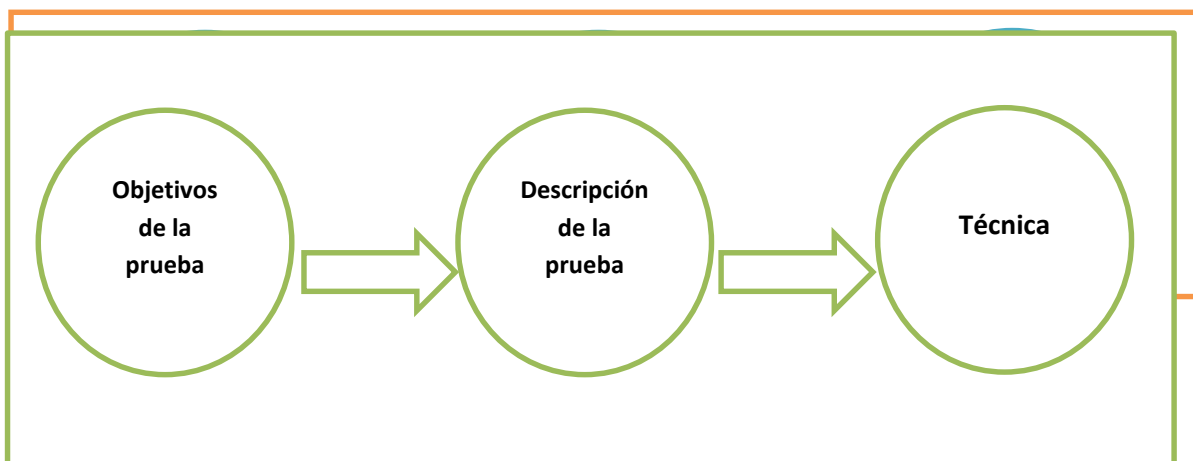 Objetivos
de la
prueba
Descripción
de la
prueba
Técnica